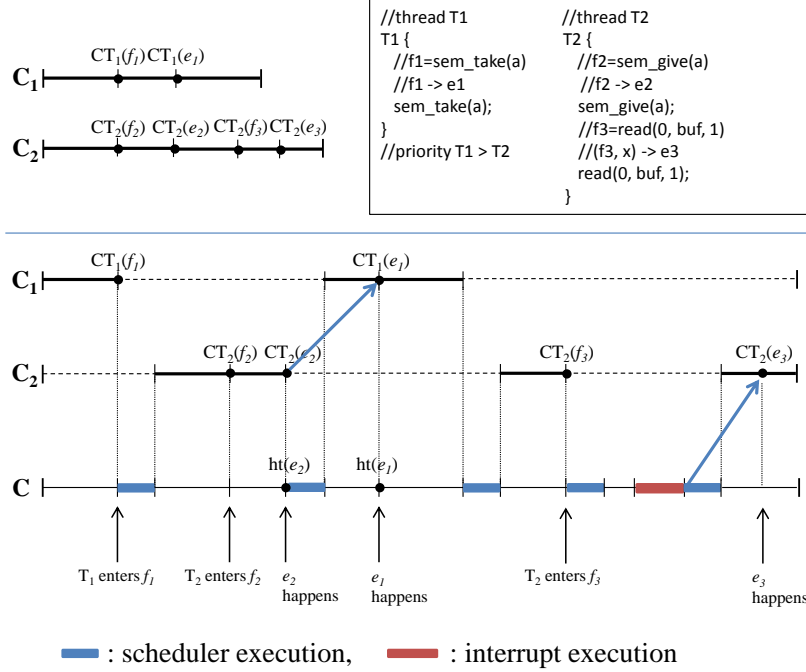 CT1(f1) CT1(e1)
C1
CT2(f2) CT2(e2) CT2(f3) CT2(e3)
C2
//thread T1
T1 {
//f1=sem_take(a)
//f1 -> e1
sem_take(a);
}
//priority T1 > T2
//thread T2
T2 {
//f2=sem_give(a)
//f2 -> e2
sem_give(a);
//f3=read(0, buf, 1)
//(f3, x) -> e3
read(0, buf, 1);
}
CT1(f1) CT1(e1)
C1
CT2(f2) CT2(e2) CT2(f3) CT2(e3)
C2
ht(e2) ht(e1)
C
T1 enters f1
T2 enters f2
e2
happens
e1
happens
T2 enters f3
e3
happens
: scheduler execution, : interrupt execution